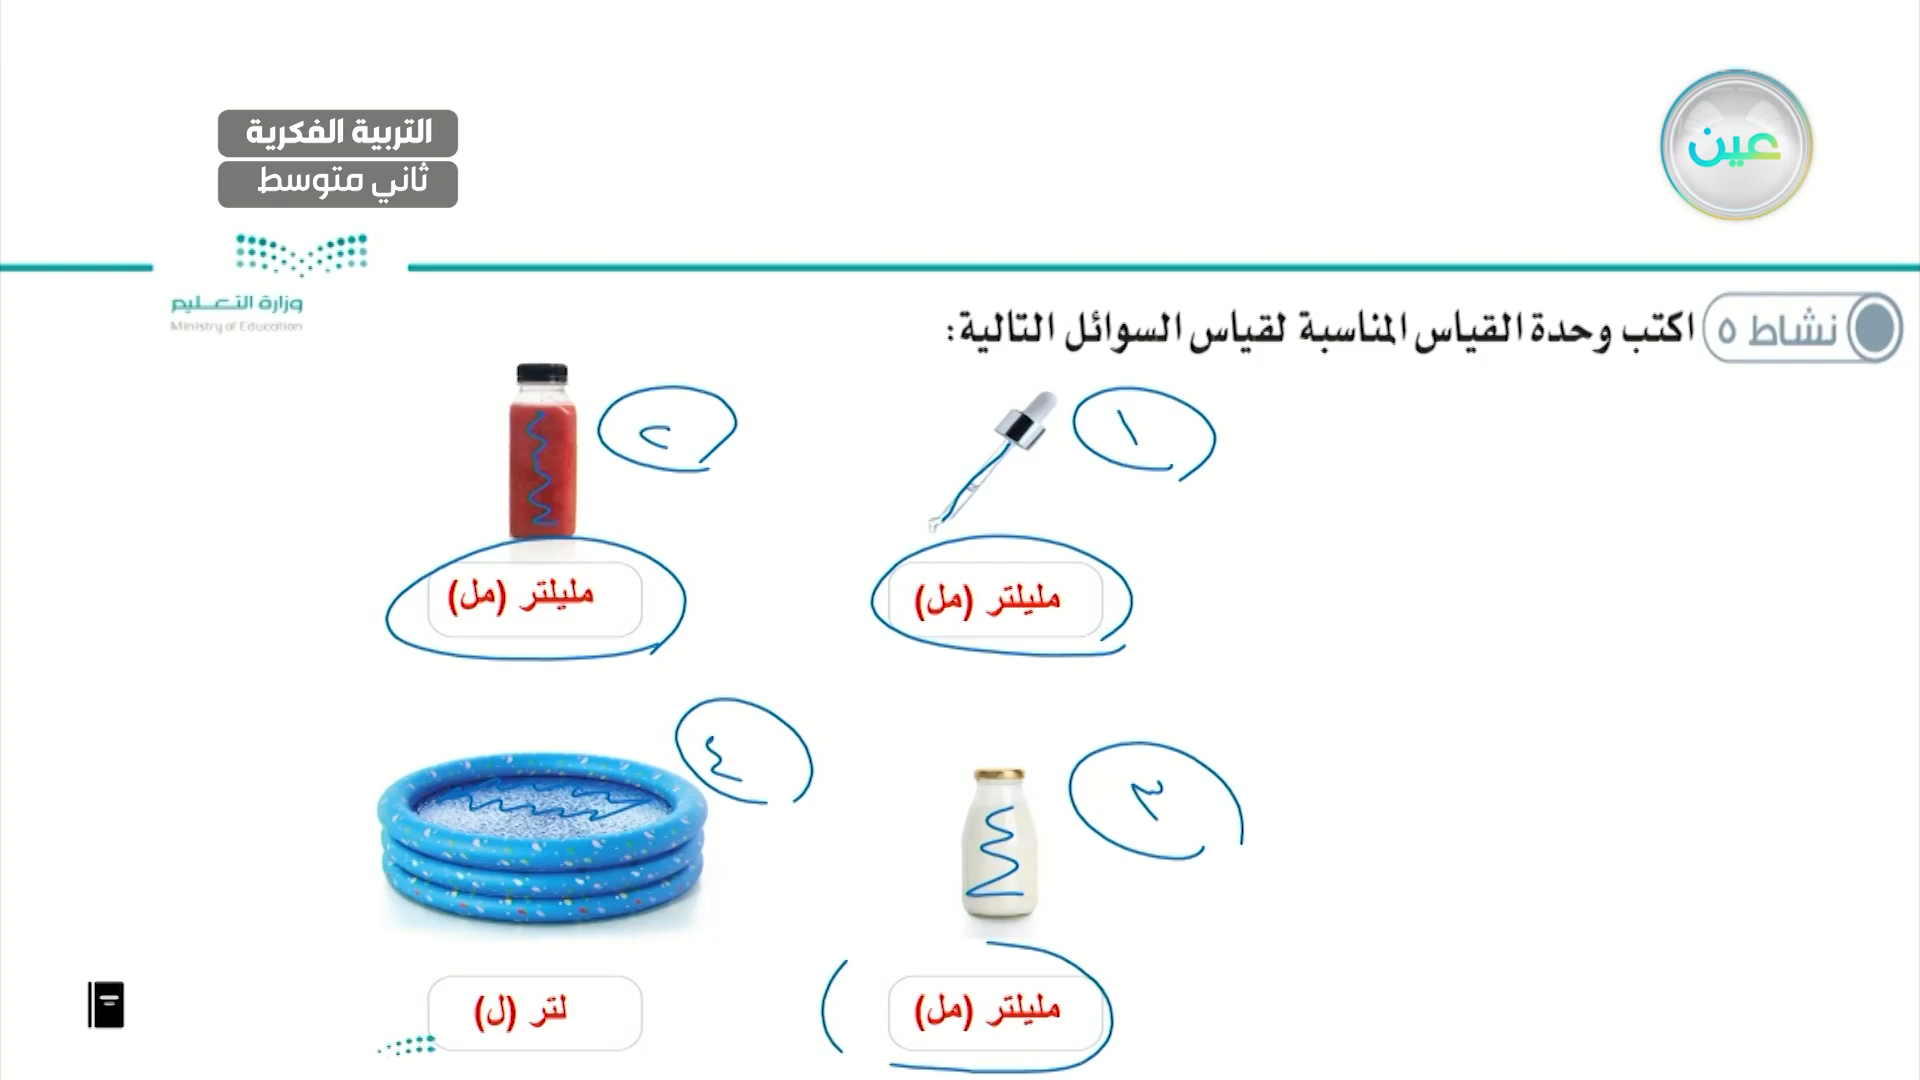 عين
التربية الفكرية
ثاني متوسط
وزارة التعليم
Ministry of Education
نشاط ٥
اكتب وحدة القياس المناسبة لقياس السوائل التالية:
١
٢
مليلتر (مل)
مليلتر (مل)
٣
٤
مليلتر (مل)
لتر (ل)